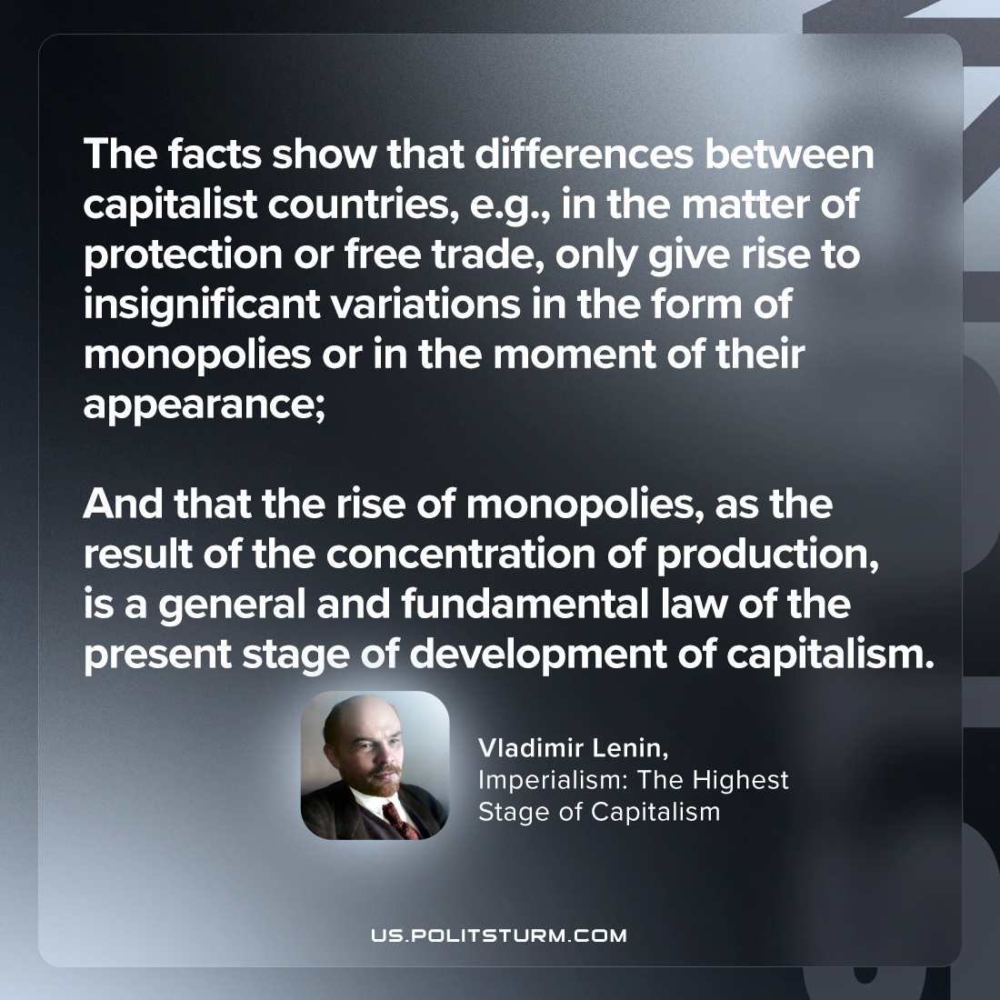 The facts show that differences between
capitalist countries, e.g., in the matter of
protection or free trade, only give rise to
insignificant variations in the form of
monopolies or in the moment of their
appearance;
And that the rise of monopolies, as the
result of the concentration of production,
is a general and fundamental law of the
present stage of development of capitalism.
Vladimir Lenin,
Imperialism: The Highest
Stage of Capitalism
US.POLITSTURM.COM